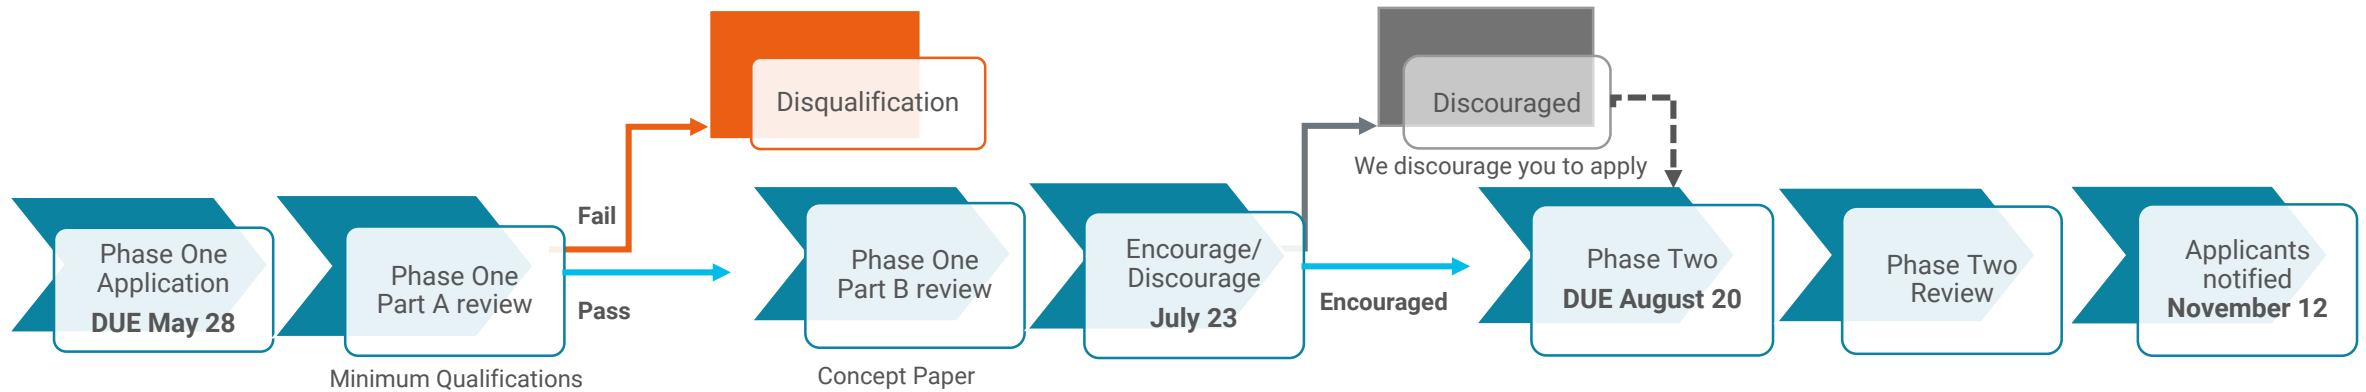 Phase One
Application
DUE May 28
Phase One
Part A review
Minimum Qualifications
Fail
Pass
Disqualification
Phase One
Part B review
Concept Paper
Encourage/
Discourage
July 23
Encouraged
Discouraged
We discourage you to apply
Phase Two
DUE August 20
Phase Two
Review
Applicants
notified
November 12